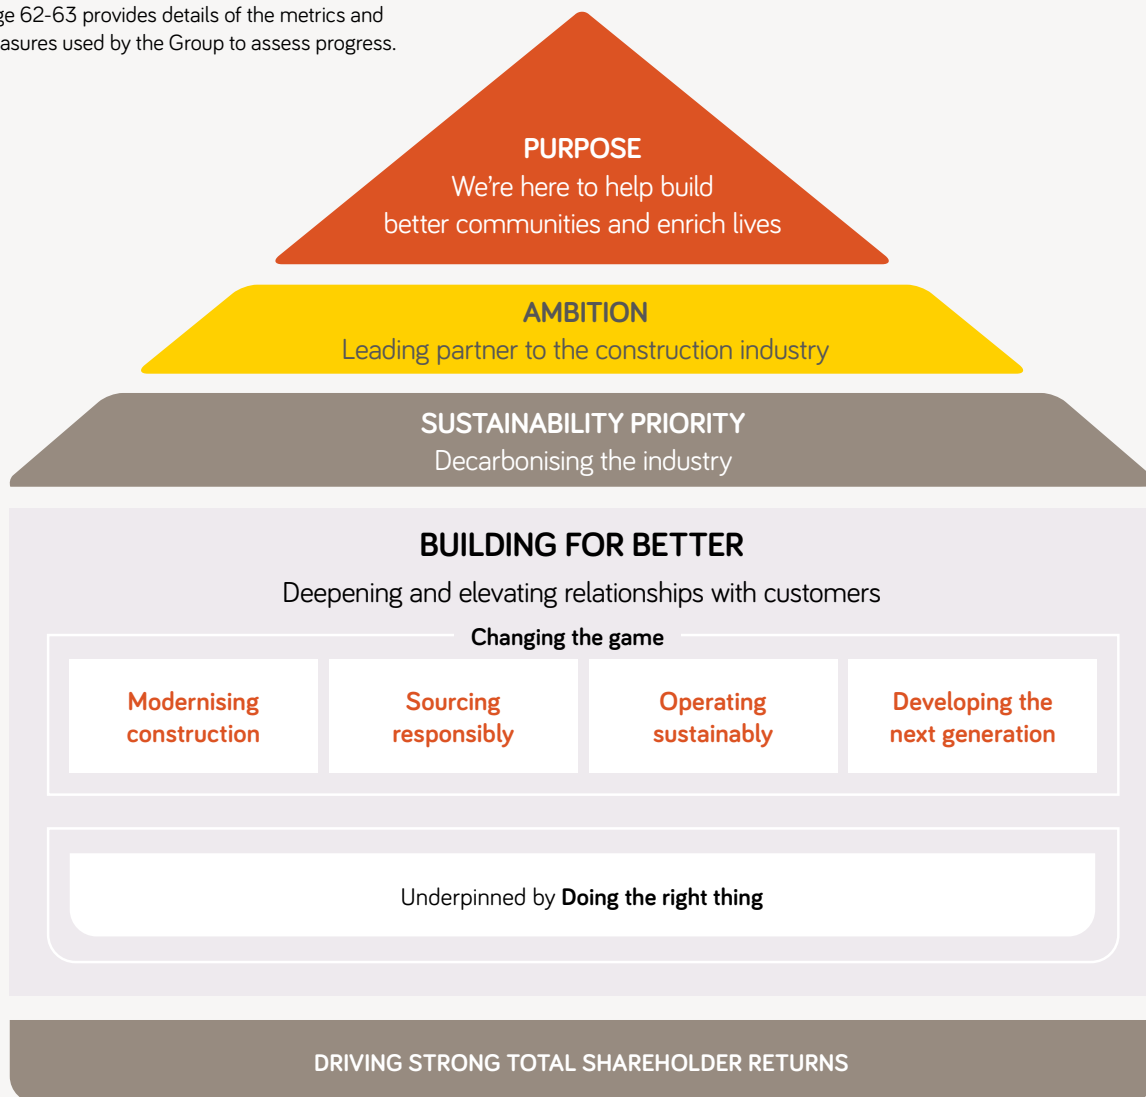 ge 62-63 provides details of the metrics and
asures used by the Group to assess progress.
PURPOSE
We’re here to help build
better communities and enrich lives
AMBITION
Leading partner to the construction industry
SUSTAINABILITY PRIORITY
Decarbonising the industry
BUILDING FOR BETTER
Deepening and elevating relationships with customers
Changing the game
Modernising
construction
Sourcing
responsibly
Operating
sustainably
Developing the
next generation
Underpinned by Doing the right thing
DRIVING STRONG TOTAL SHAREHOLDER RETURNS